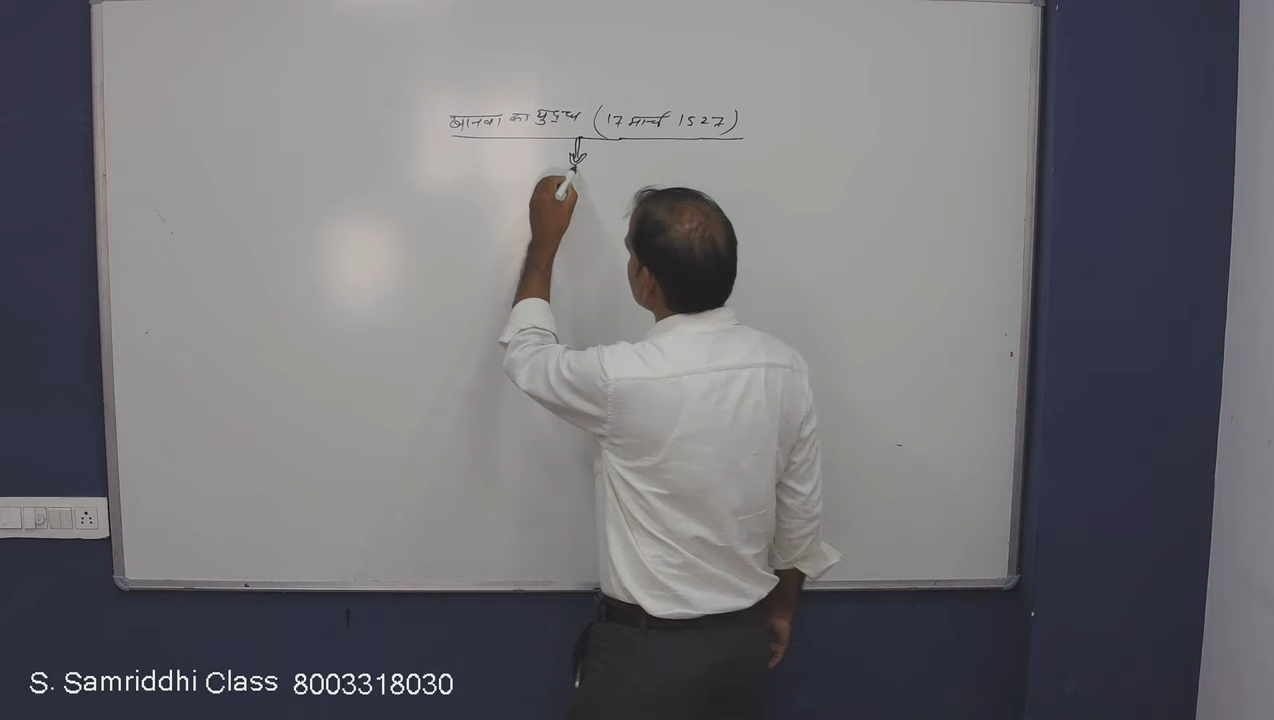 खानवा का युद्ध (17 मार्च 1527)
S. Samriddhi Class 8003318030